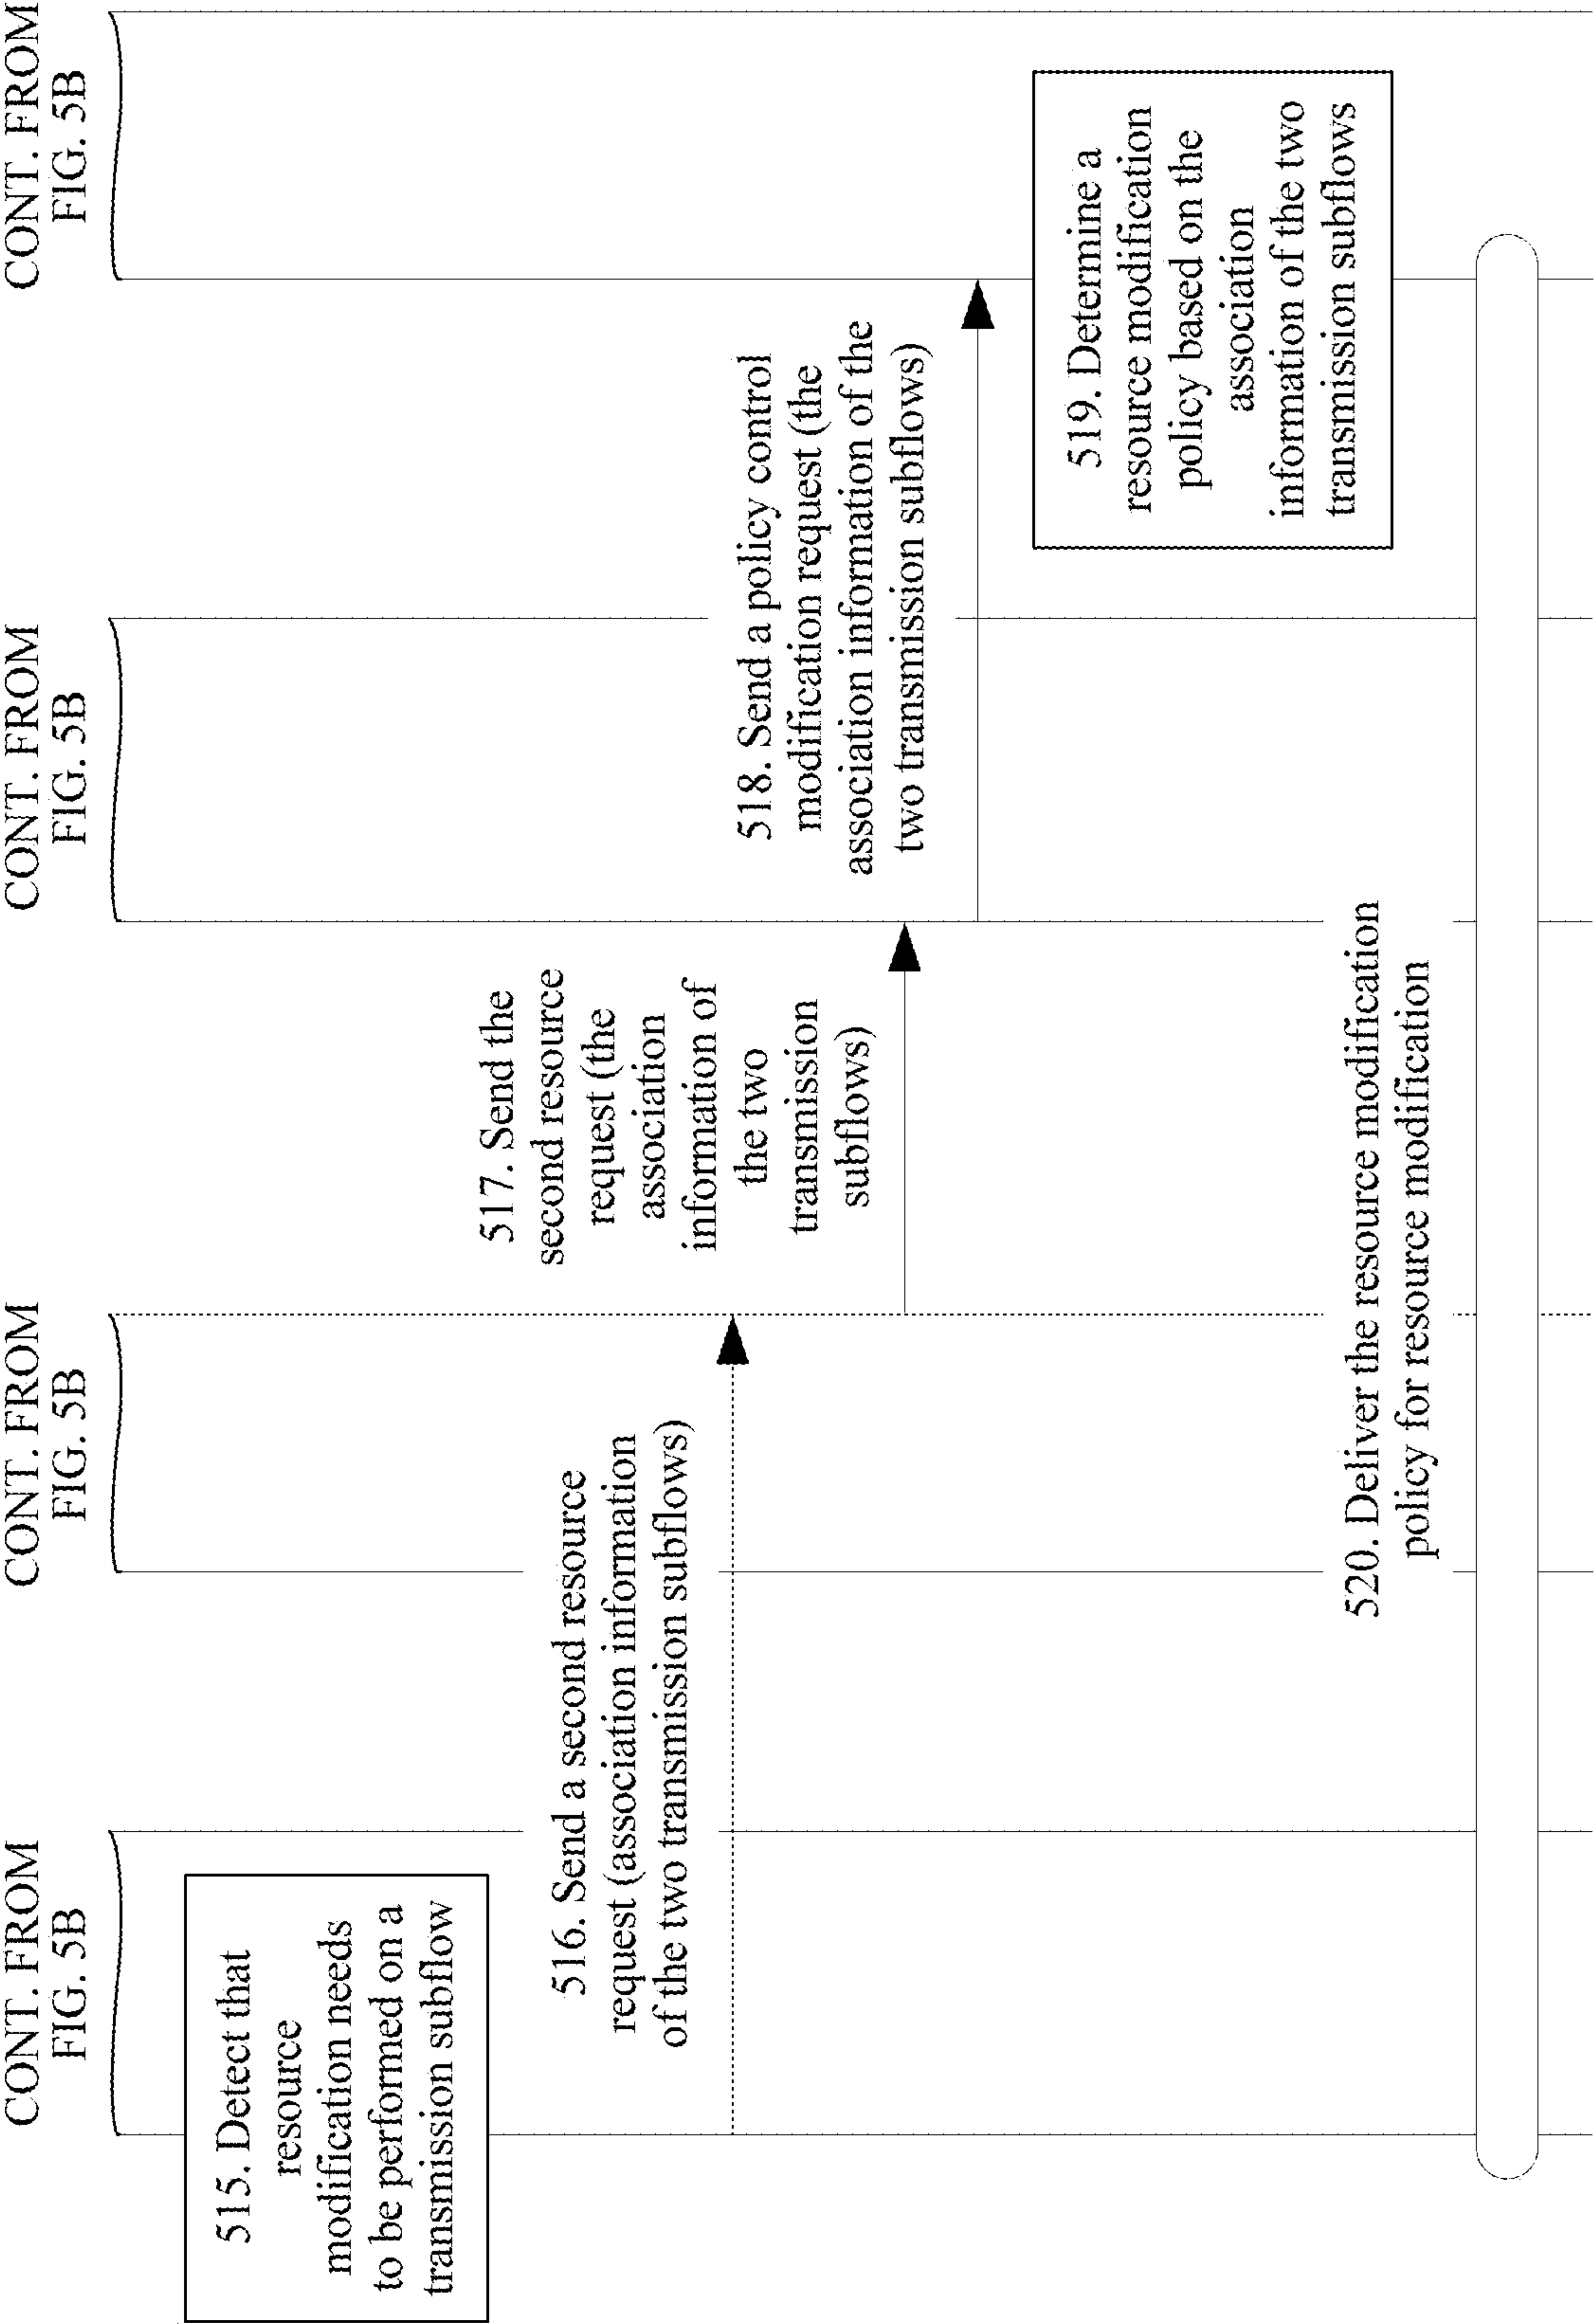 CONT. FROM
FIG. 5B
CONT. FROM
FIG. 5B
CONT. FROM
FIG. 5B
CONT. FROM
FIG. 5B
515. Detect that
resource
modification needs
to be performed on a
transmission subflow
516. Send a second resource
request (association information
of the two transmission subflows)
517. Send the
second resource
request (the
association
information of
the two
transmission
subflows)
518. Send a policy control
modification request (the
association information of the
two transmission subflows)
519. Determine a
resource modification
policy based on the
association
information of the two
transmission subflows
520. Deliver the resource modification
policy for resource modification